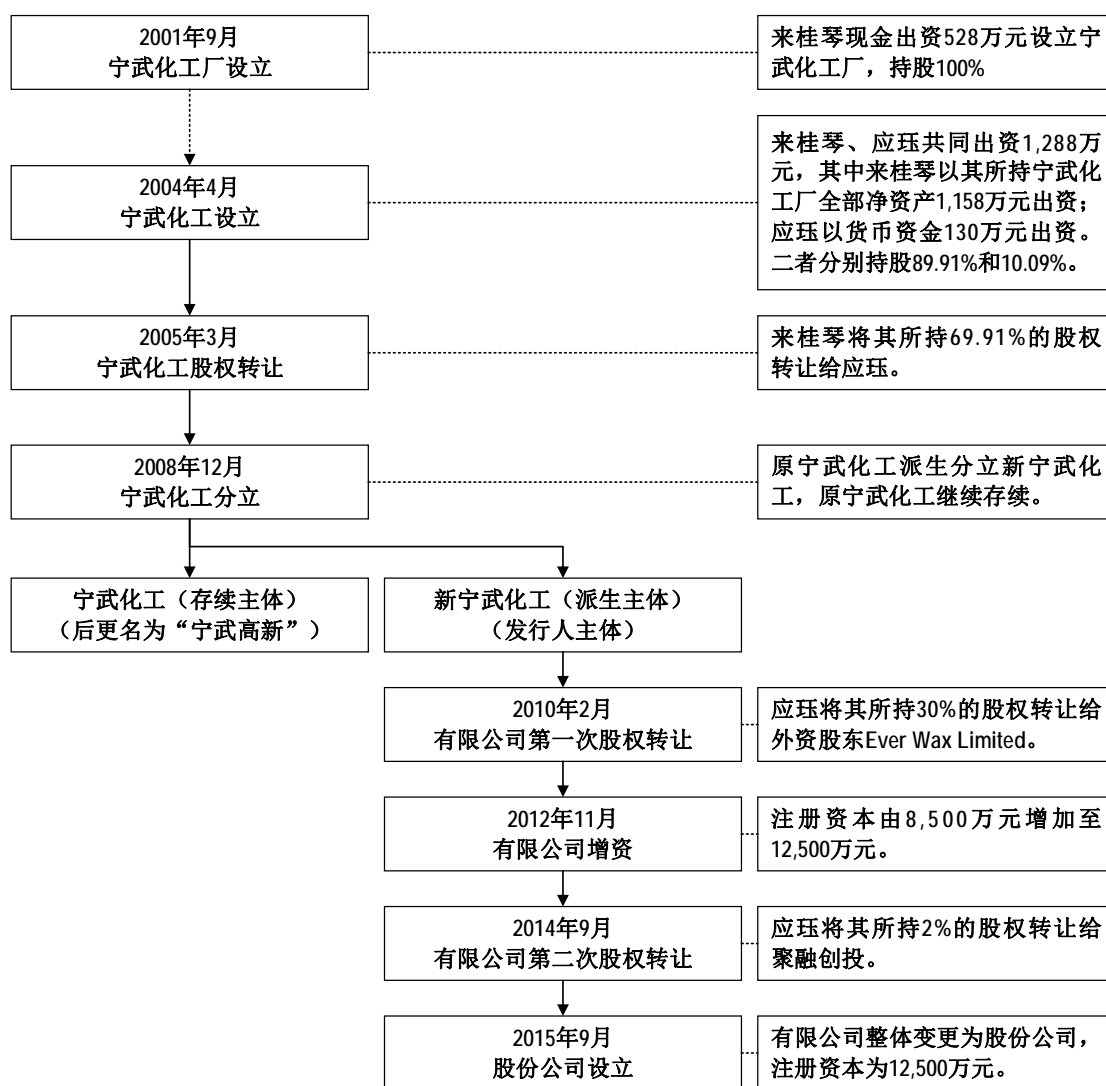 2001年9月
宁武化工厂设立
来桂琴现金出资528万元设立宁
武化工厂，持股100%
2004年4月
宁武化工设立
来桂琴、应珏共同出资1,288万
元，其中来桂琴以其所持宁武化
工厂全部净资产1,158万元出资；
应珏以货币资金130万元出资。
二者分别持股89.91%和10.09%。
2005年3月
宁武化工股权转让
来桂琴将其所持69.91%的股权
转让给应珏。
2008年12月
宁武化工分立
原宁武化工派生分立新宁武化
工，原宁武化工继续存续。
宁武化工（存续主体）
（后更名为“宁武高新”）
新宁武化工（派生主体）
（发行人主体）
2010年2月
有限公司第一次股权转让
应珏将其所持30%的股权转让给
外资股东Ever Wax Limited。
2012年11月
有限公司增资
注册资本由8,500万元增加至
12,500万元。
2014年9月
有限公司第二次股权转让
应珏将其所持2%的股权转让给
聚融创投。
2015年9月
股份公司设立
有限公司整体变更为股份公司，
注册资本为12,500万元。